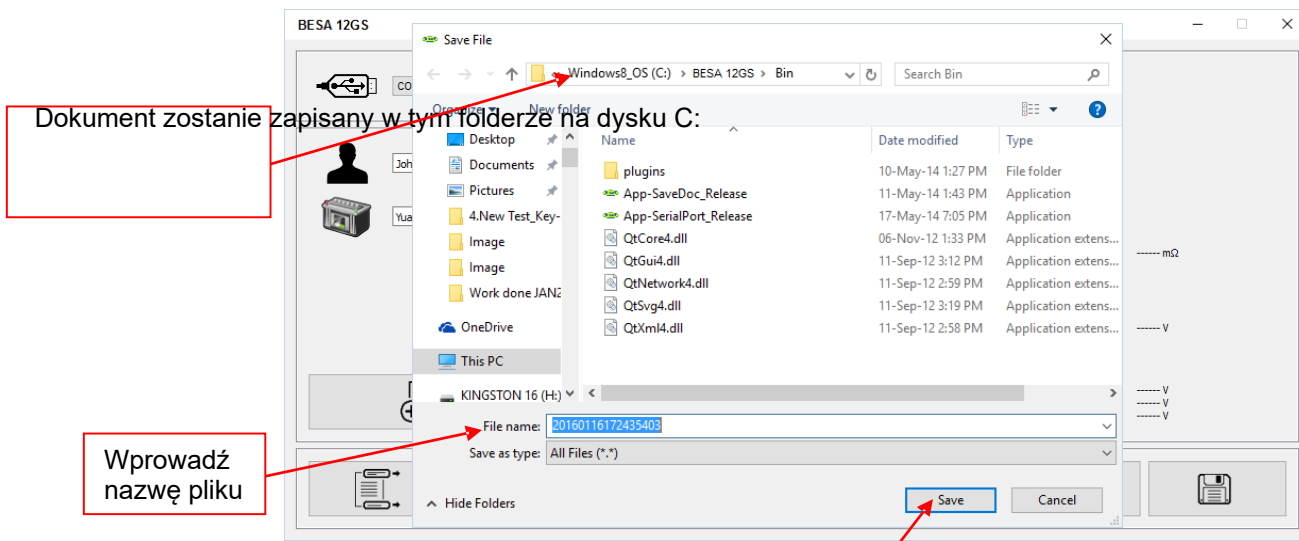 BESA 12GS
Save File
« Windows8_OS (C:) > BESA 12GS > Bin
Search Bin
CO
Organize
New folder
Dokument zostanie zapisany w tym folderze na dysku C:
Name
Date modified
Type
Desktop
Documents
Pictures
4.New Test_Key-
Image
Image
Work done JAN2
OneDrive
This PC
KINGSTON 16 (H:)
plugins 10-May-14 1:27 PM File folder
App-SaveDoc_Release 11-May-14 1:43 PM Application
App-SerialPort_Release 17-May-14 7:05 PM Application
QtCore4.dll 06-Nov-12 1:33 PM Application extens...
QtGui4.dll 11-Sep-12 3:12 PM Application extens...
QtNetwork4.dll 11-Sep-12 2:59 PM Application extens...
QtSvg4.dll 11-Sep-12 3:19 PM Application extens...
QtXml4.dll 11-Sep-12 2:58 PM Application extens...
Joh
Yua
------ mΩ
------ V
------ V
------ V
------ V
File name: 20160116172435403
Save as type: All Files (*.*)
Wprowadź
nazwę pliku
Hide Folders
Save
Cancel